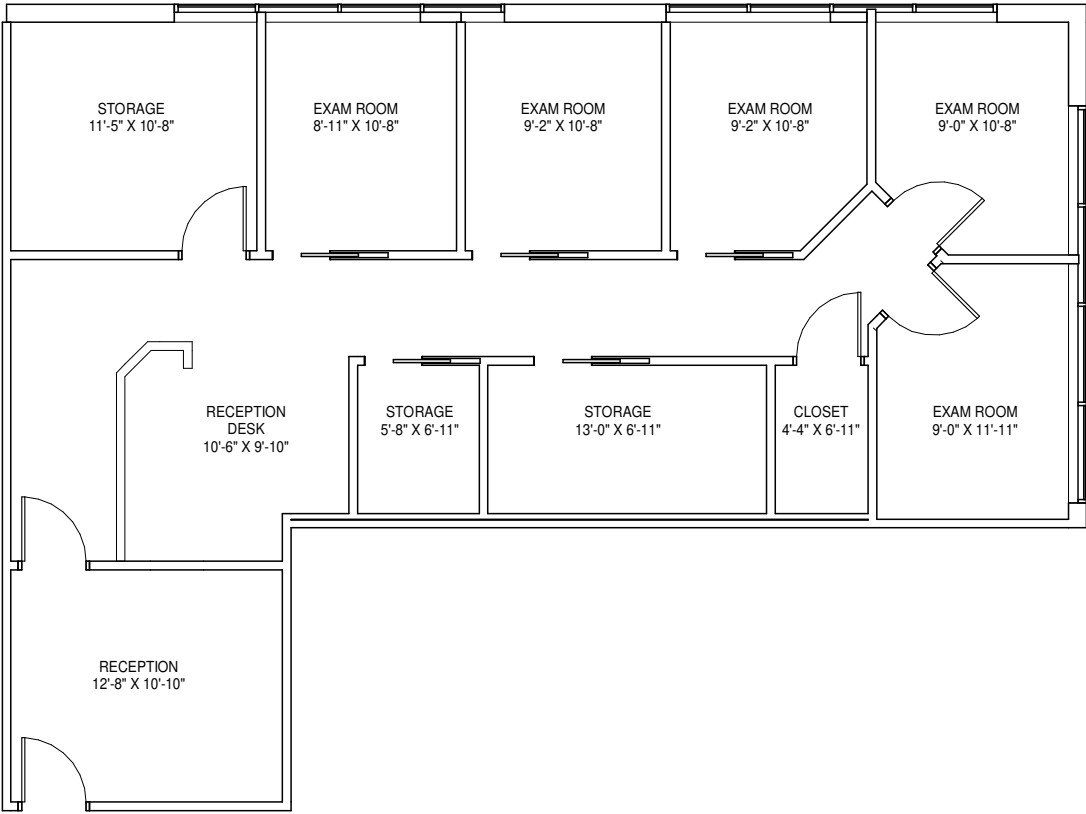 STORAGE
11'-5" X 10'-8"
EXAM ROOM
8'-11" X 10'-8"
EXAM ROOM
9'-2" X 10'-8"
EXAM ROOM
9'-2" X 10'-8"
EXAM ROOM
9'-0" X 10'-8"
RECEPTION
DESK
10'-6" X 9'-10"
STORAGE
5'-8" X 6'-11"
STORAGE
13'-0" X 6'-11"
CLOSET
4'-4" X 6'-11"
EXAM ROOM
9'-0" X 11'-11"
RECEPTION
12'-8" X 10'-10"